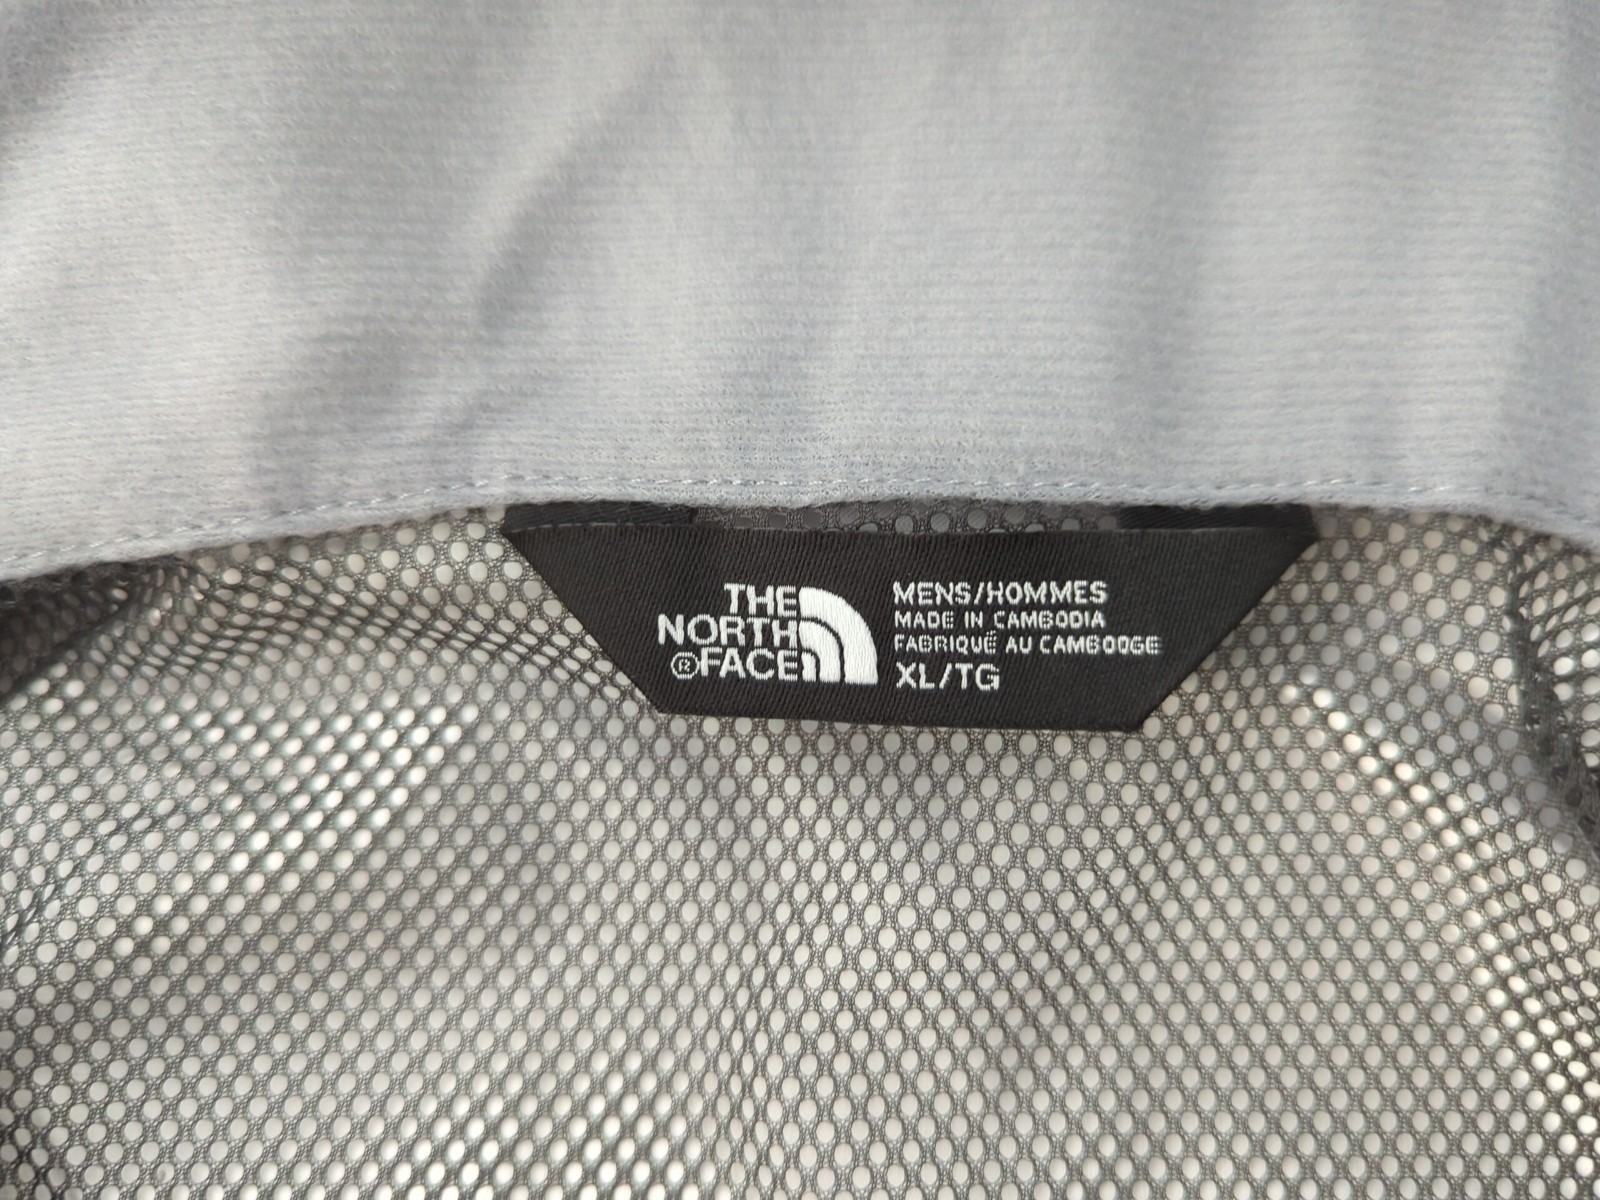 THE
NORTH
®FACE
MENS/HOMMES
MADE IN CAMBODIA
FABRIQUÉ AU CAMBODGE
XL/TG